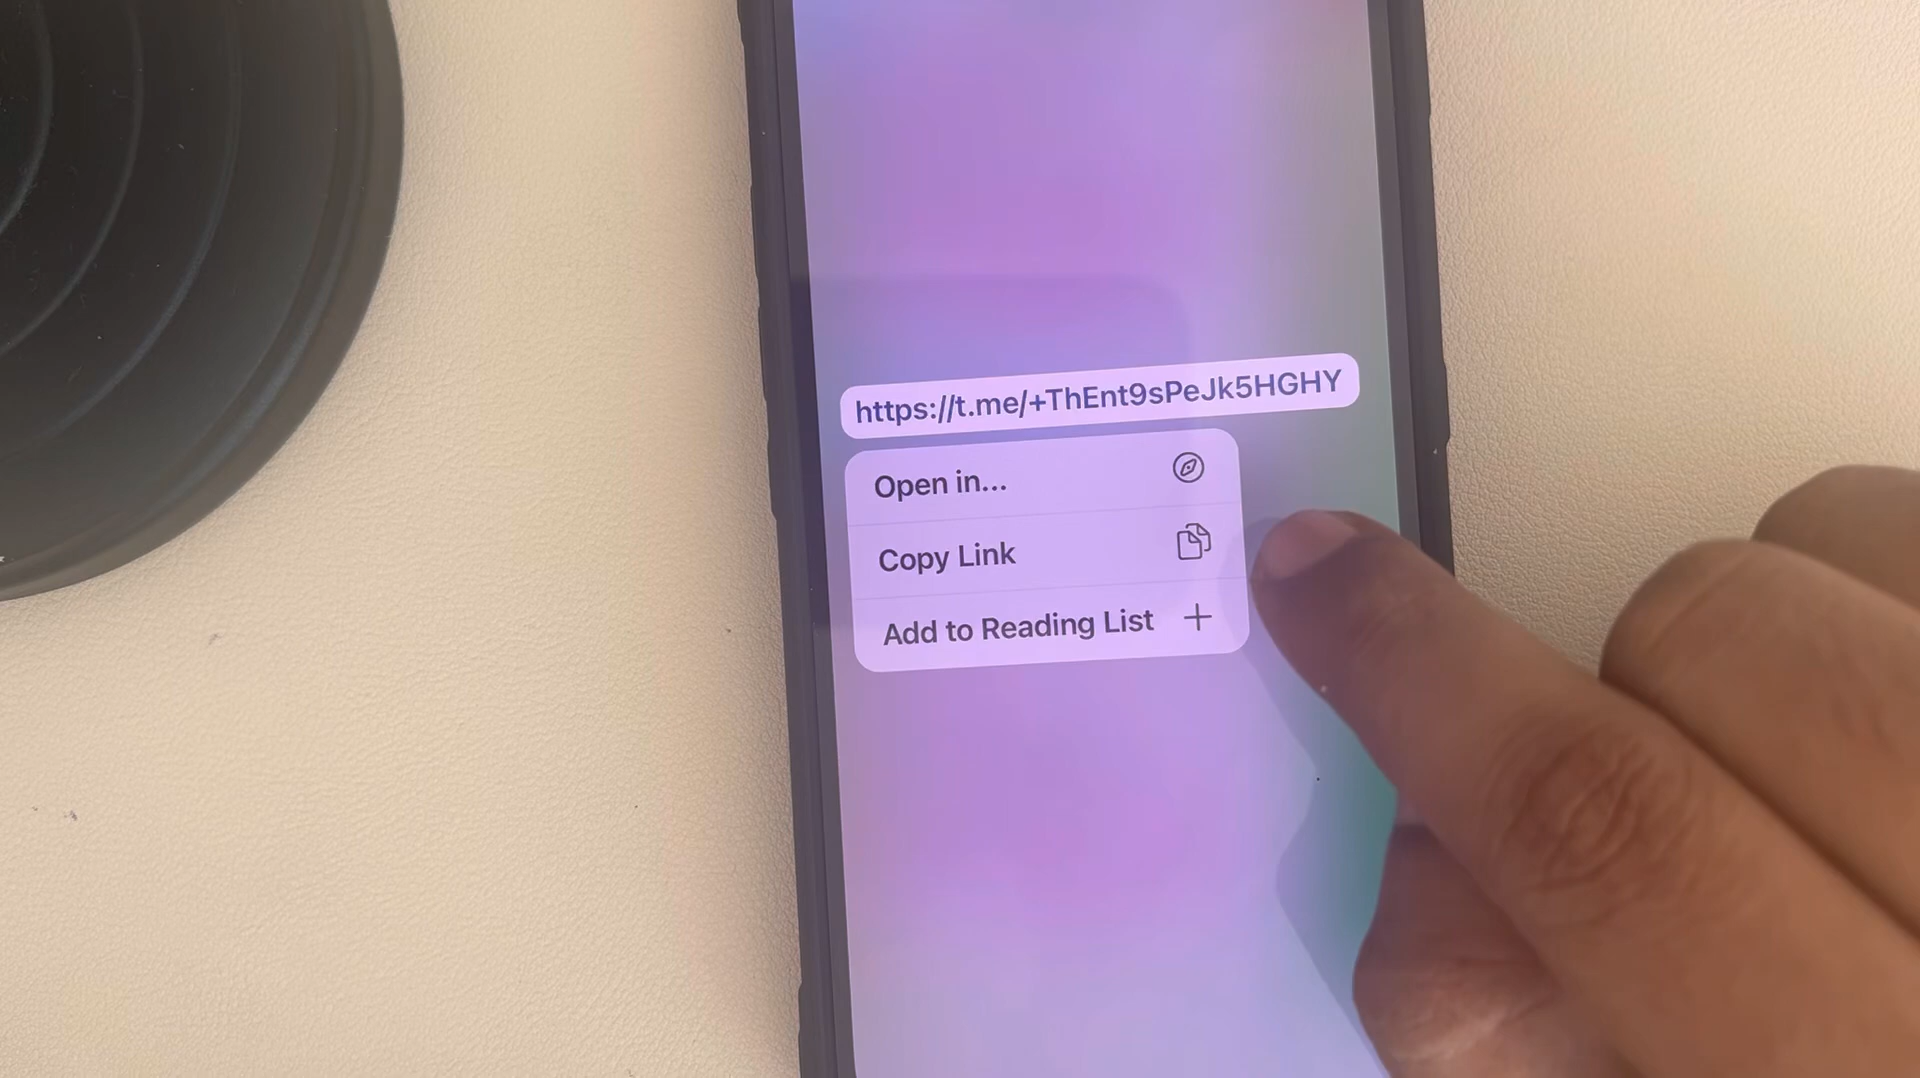 https://t.me/+ThEnt9sPeJk5HGHY
Open in...
Copy Link
Add to Reading List